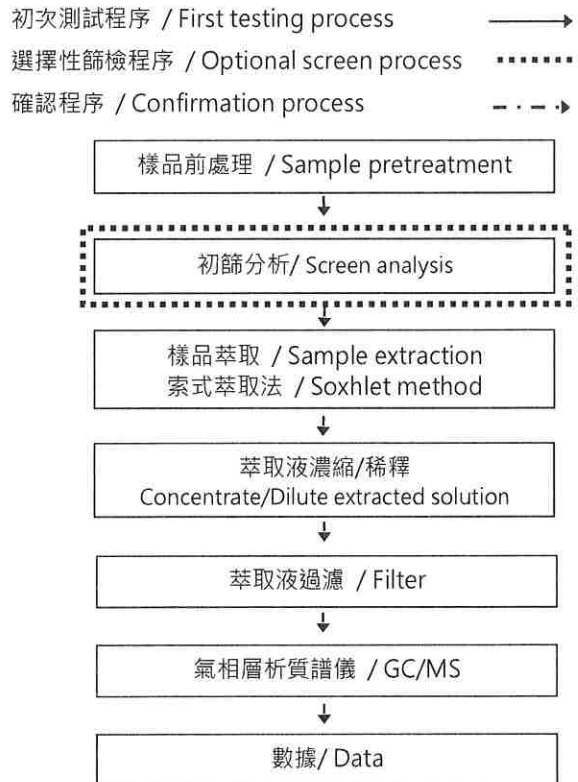 初次測試程序 / First testing process
選擇性篩檢程序 / Optional screen process
確認程序 / Confirmation process
樣品前處理 / Sample pretreatment
初篩分析/ Screen analysis
樣品萃取 / Sample extraction
索式萃取法 / Soxhlet method
萃取液濃縮/稀釋
Concentrate/Dilute extracted solution
萃取液過濾 / Filter
氣相層析質譜儀 / GC/MS
數據/ Data